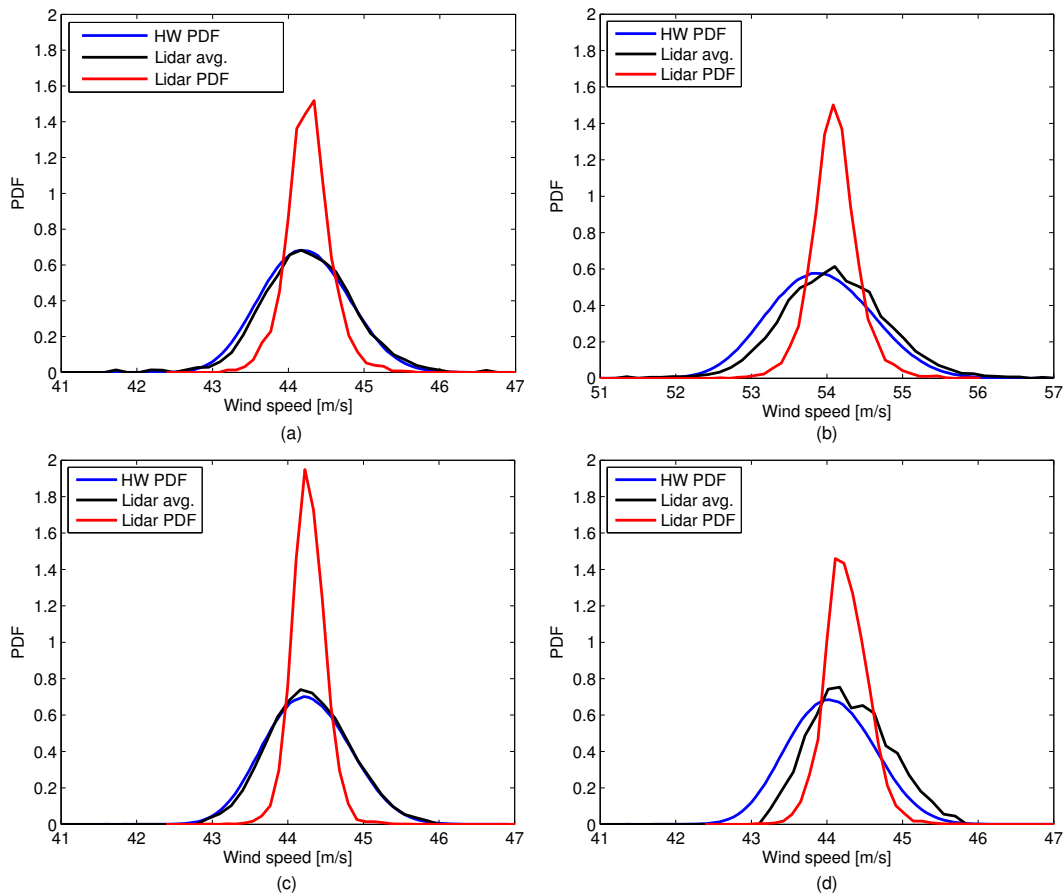 2
1.8
1.6
1.4
1.2
1
0.8
0.6
0.4
0.2
0
PDF
HW PDF
Lidar avg.
Lidar PDF
41 42 43 44 45 46 47
Wind speed [m/s]
(a)
2
1.8
1.6
1.4
1.2
1
0.8
0.6
0.4
0.2
0
PDF
HW PDF
Lidar avg.
Lidar PDF
51 52 53 54 55 56 57
Wind speed [m/s]
(b)
2
1.8
1.6
1.4
1.2
1
0.8
0.6
0.4
0.2
0
PDF
HW PDF
Lidar avg.
Lidar PDF
41 42 43 44 45 46 47
Wind speed [m/s]
(c)
2
1.8
1.6
1.4
1.2
1
0.8
0.6
0.4
0.2
0
PDF
HW PDF
Lidar avg.
Lidar PDF
41 42 43 44 45 46 47
Wind speed [m/s]
(d)